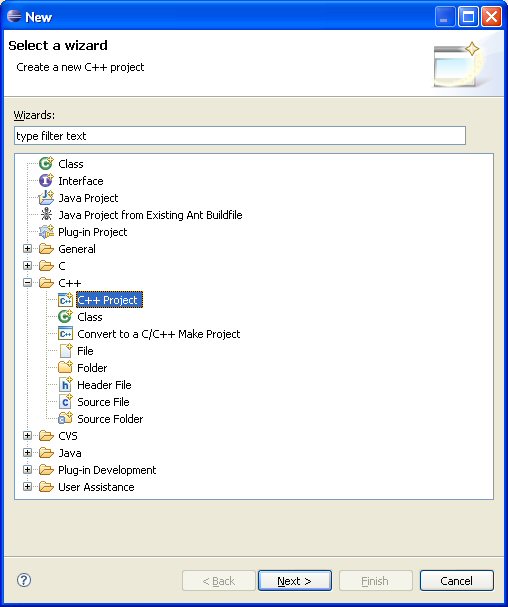 New
Select a wizard
Create a new C++ project
Wizards:
type filter text
Class
Interface
Java Project
Java Project from Existing Ant Buildfile
Plug-in Project
General
C
C++
C++ Project
Class
Convert to a C/C++ Make Project
File
Folder
Header File
Source File
Source Folder
CVS
Java
Plug-in Development
User Assistance
< Back Next > Finish Cancel